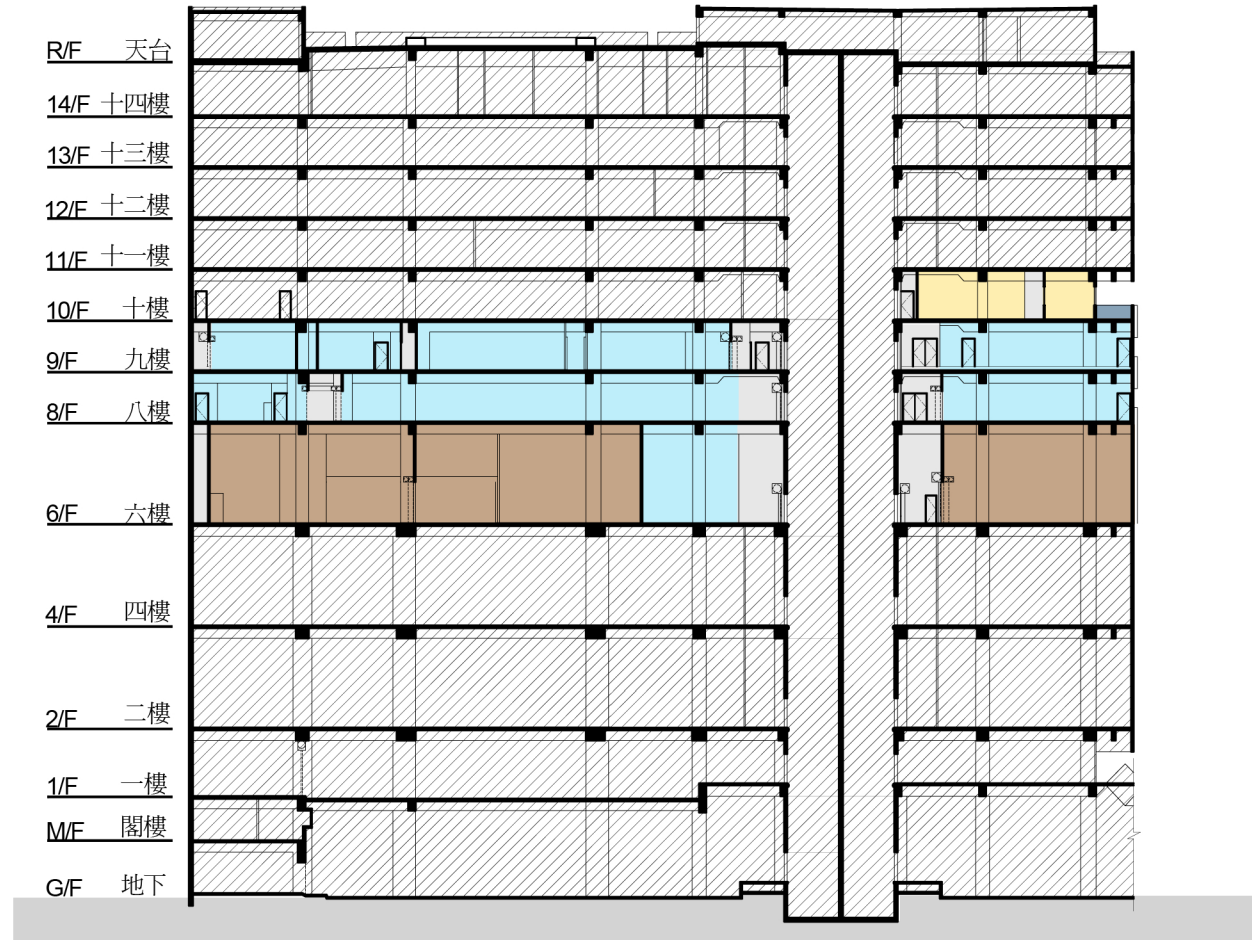 R/F 天台
14/F 十四樓
13/F 十三樓
12/F 十二樓
11/F 十一樓
10/F 十樓
9/F 九樓
8/F 八樓
6/F 六樓
4/F 四樓
2/F 二樓
1/F 一樓
M/F 閣樓
G/F 地下